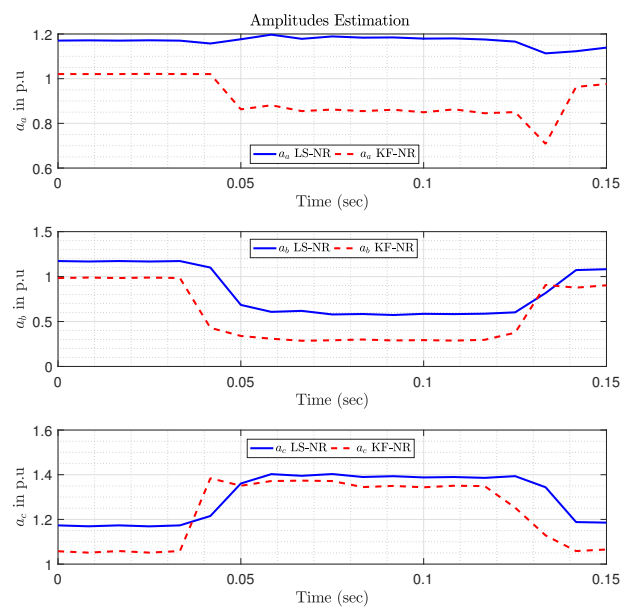 Amplitudes Estimation
1.2
1
0.8
0.6
a_a in p.u
a_a LS-NR a_a KF-NR
0 0.05 0.1 0.15
Time (sec)
1.5
1
0.5
0
a_b in p.u
a_b LS-NR a_b KF-NR
0 0.05 0.1 0.15
Time (sec)
1.6
1.4
1.2
1
a_c in p.u
a_c LS-NR a_c KF-NR
0 0.05 0.1 0.15
Time (sec)